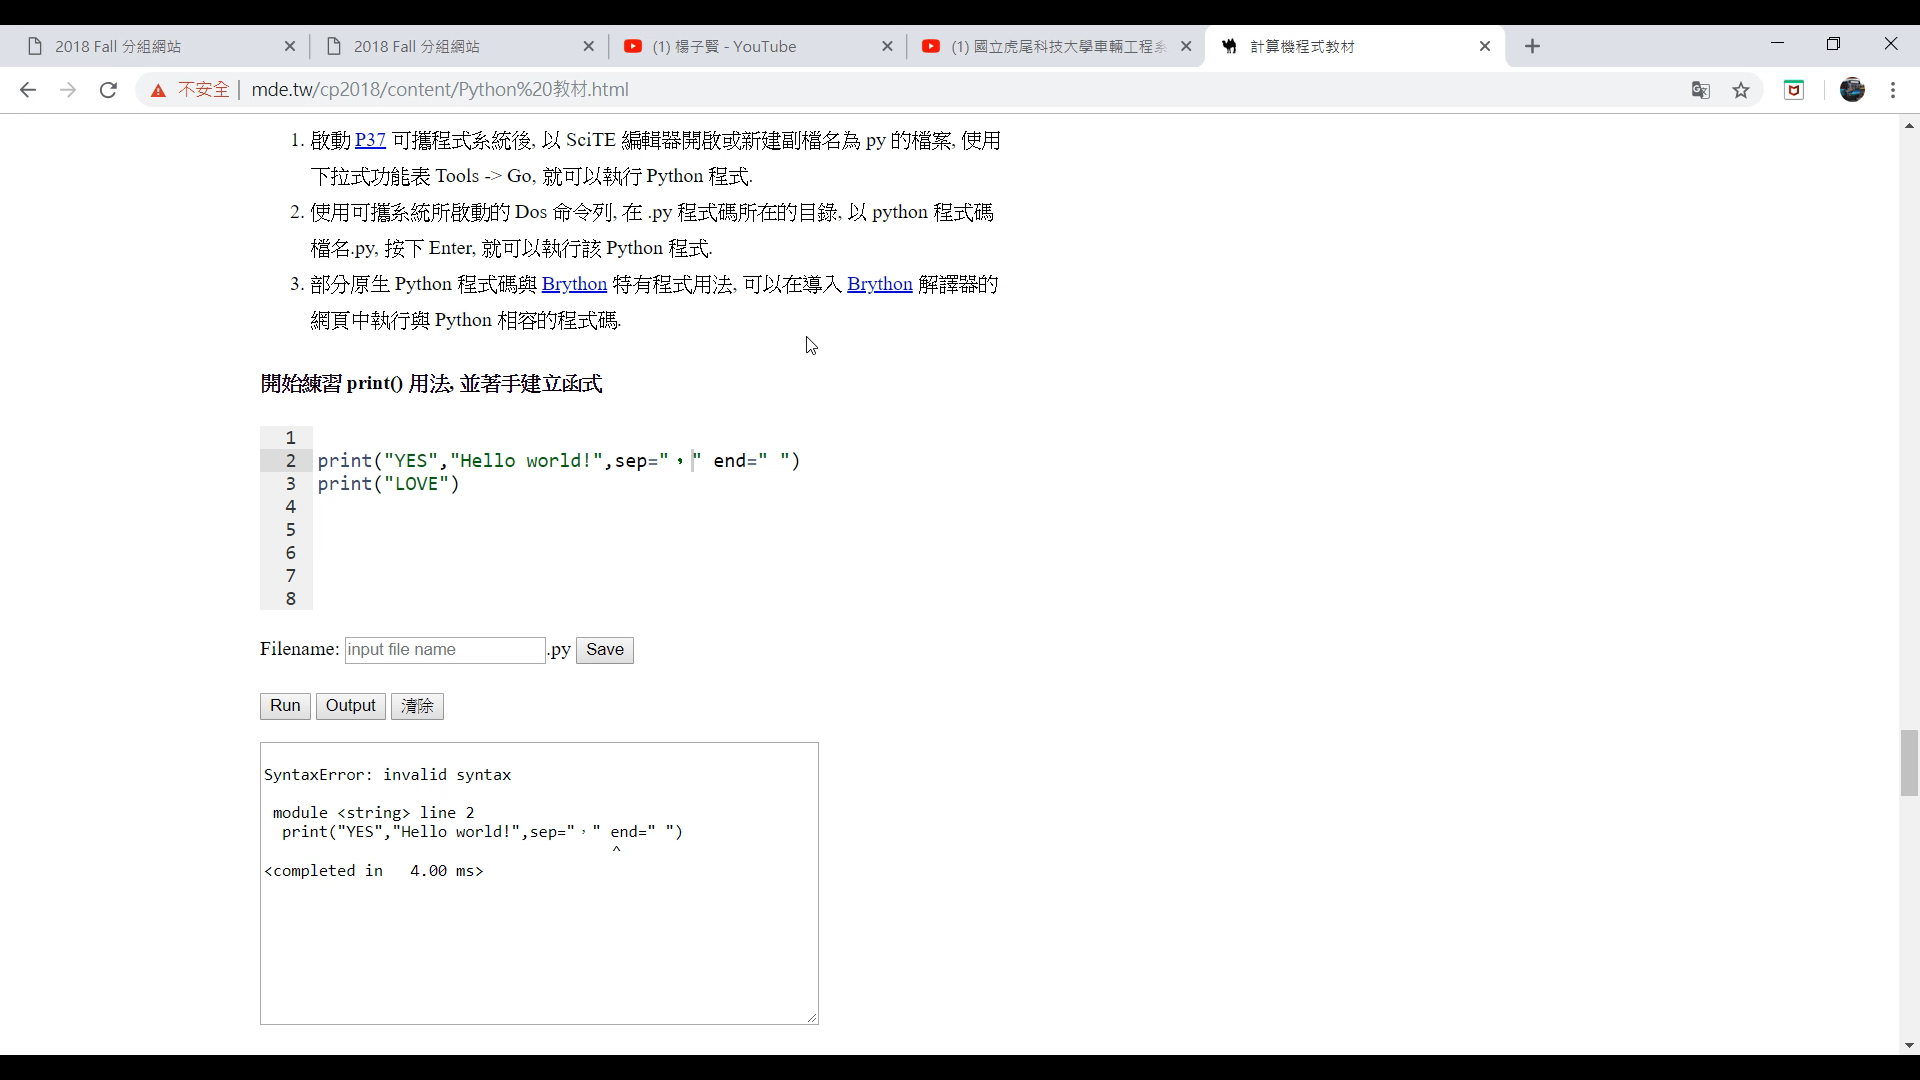 2018 Fall 分組網站
2018 Fall 分組網站
(1) 楊子賢 - YouTube
(1) 國立虎尾科技大學車輛工程系
計算機程式教材
不安全 | mde.tw/cp2018/content/Python%20教材.html
1. 啟動 P37 可攜程式系統後, 以 SciTE 編輯器開啟或新建副檔名為 py 的檔案, 使用
下拉式功能表 Tools -> Go, 就可以執行 Python 程式.
2. 使用可攜系統所啟動的 Dos 命令列, 在 .py 程式碼所在的目錄, 以 python 程式碼
檔名.py, 按下 Enter, 就可以執行該 Python 程式.
3. 部分原生 Python 程式碼與 Brython 特有程式用法, 可以在導入 Brython 解譯器的
網頁中執行與 Python 相容的程式碼.
開始練習 print() 用法, 並著手建立函式
1
2 print("YES","Hello world!",sep="，" end=" ")
3 print("LOVE")
4
5
6
7
8
Filename: input file name .py Save
Run Output 清除
SyntaxError: invalid syntax
module <string> line 2
print("YES","Hello world!",sep="，" end=" ")
^
<completed in 4.00 ms>